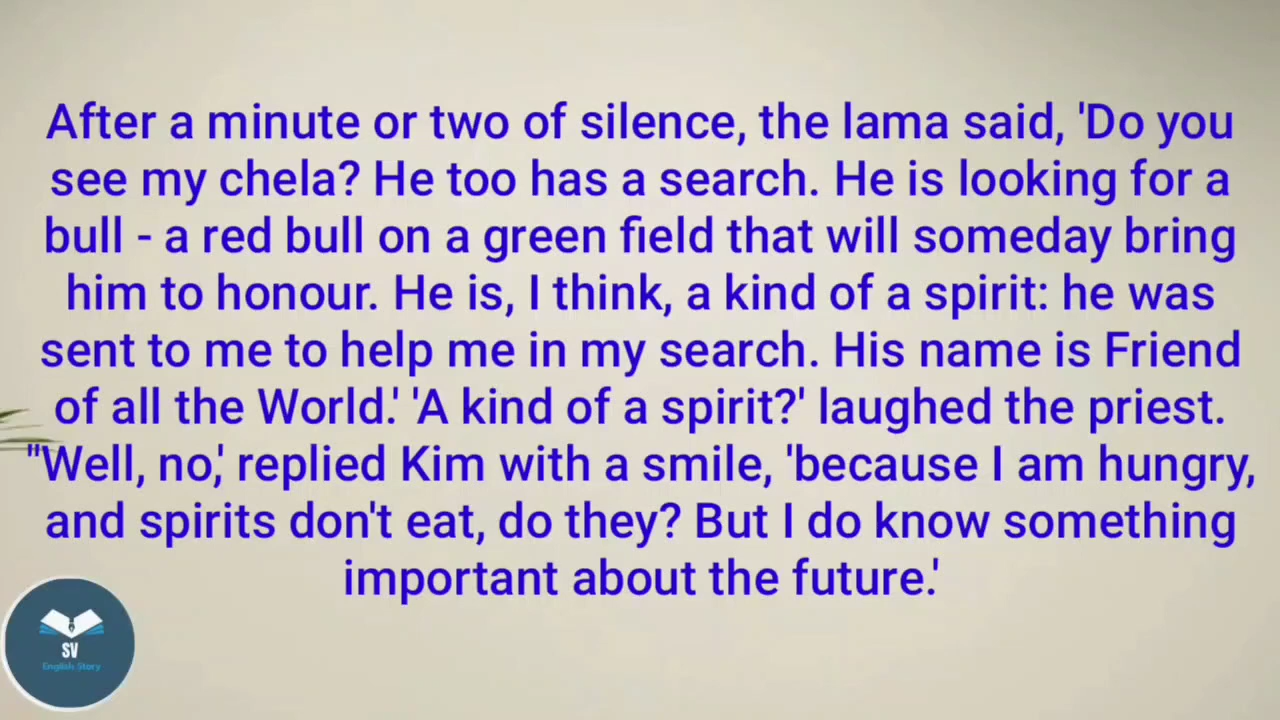 After a minute or two of silence, the lama said, 'Do you
see my chela? He too has a search. He is looking for a
bull - a red bull on a green field that will someday bring
him to honour. He is, I think, a kind of a spirit: he was
sent to me to help me in my search. His name is Friend
of all the World.' 'A kind of a spirit?' laughed the priest.
"Well, no,' replied Kim with a smile, 'because I am hungry,
and spirits don't eat, do they? But I do know something
important about the future.'
SV
English Story